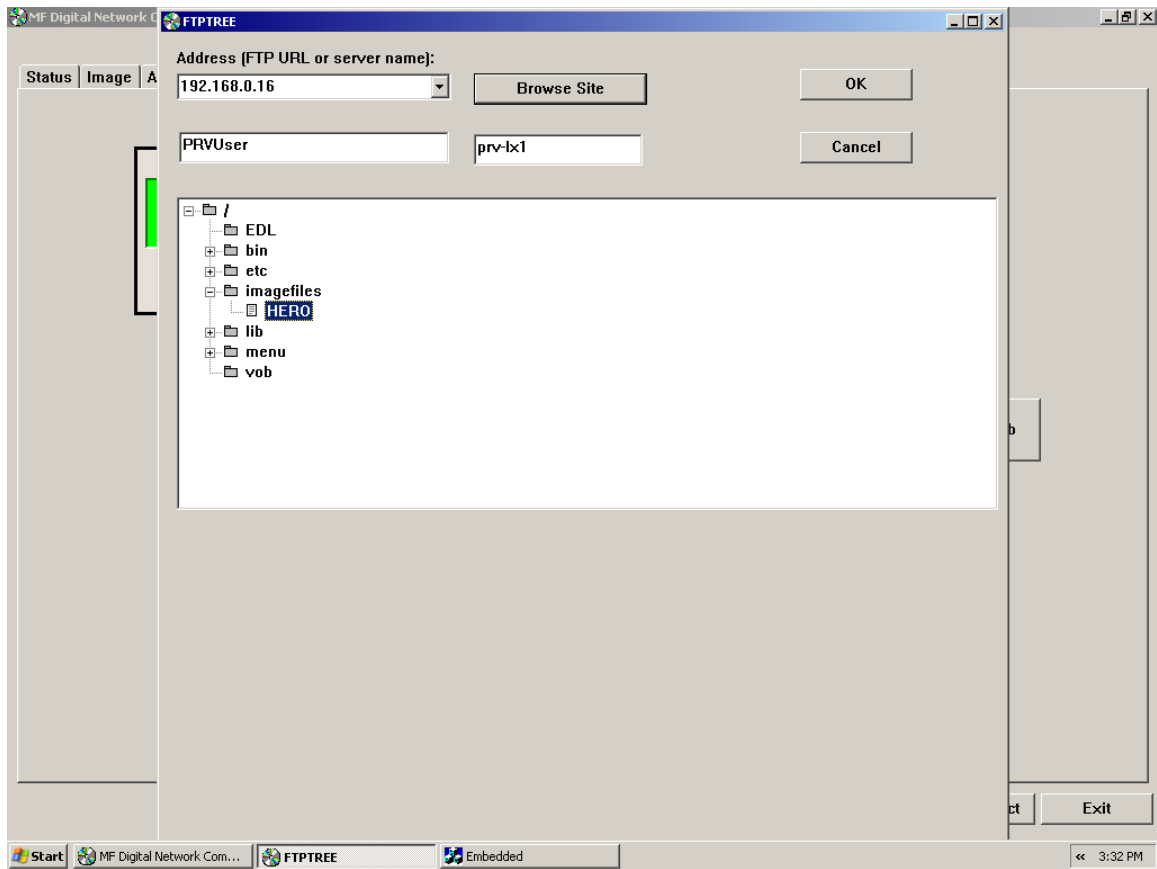 MF Digital Network C
FTPTREE
Address (FTP URL or server name):
Status Image A
192.168.0.16
Browse Site
OK
PRVUser
prv-lx1
Cancel
/
EDL
bin
etc
imagefiles
HERO
lib
menu
vob
b
ct
Exit
Start
MF Digital Network Com...
FTPTREE
Embedded
« 3:32 PM